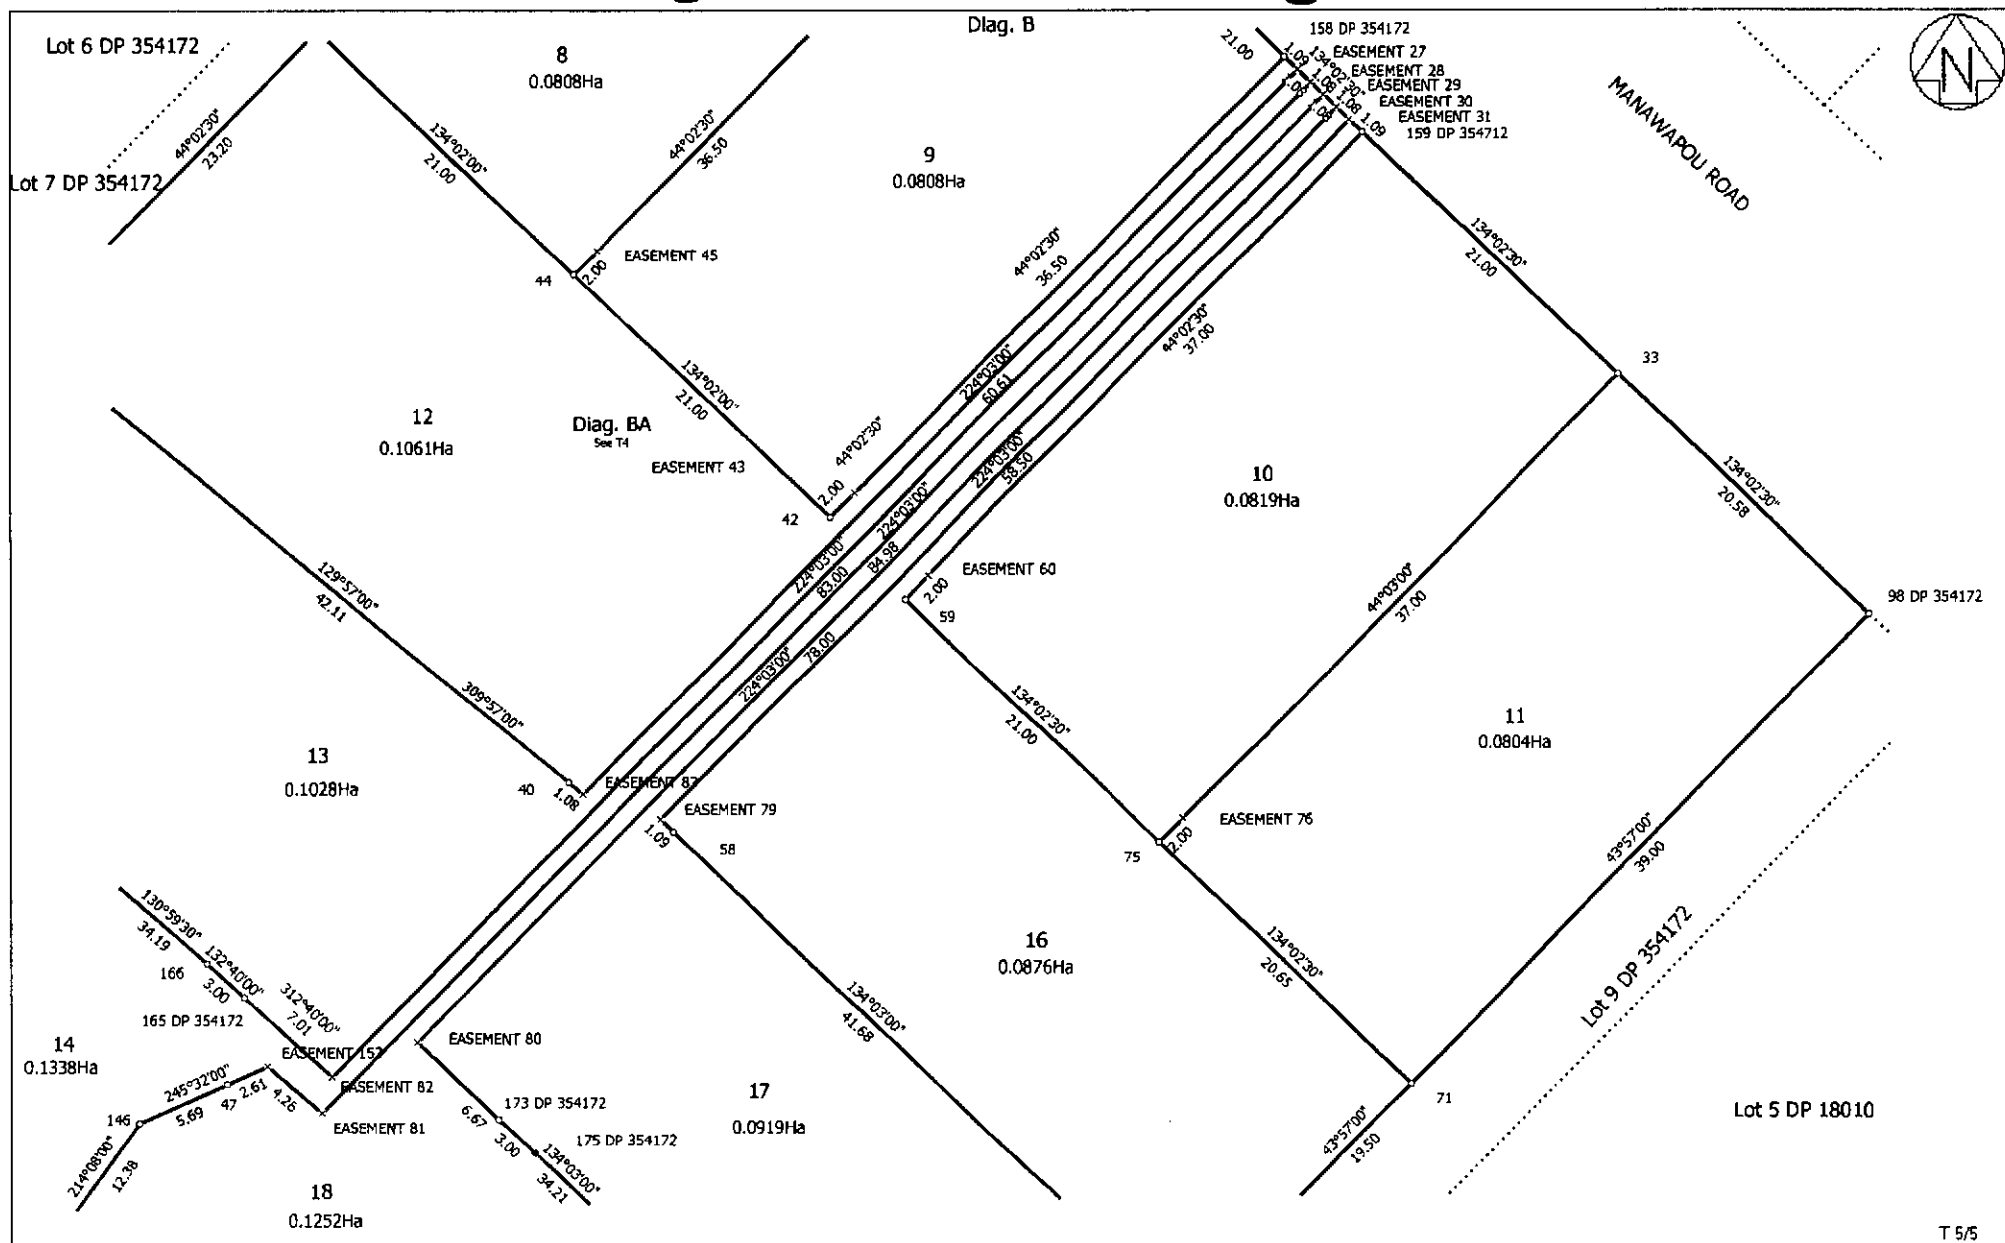 Diag. B
Lot 6 DP 354172
8
0.0808Ha
21.00
158 DP 354172
1.09
EASEMENT 27
134°02'30"
EASEMENT 28
1.08
1.08
EASEMENT 29
1.08
EASEMENT 30
1.08
1.09
EASEMENT 31
159 DP 354712
MANAWAPOU ROAD
N
44°02'30"
23.20
Lot 7 DP 354172
134°02'00"
21.00
44°02'30"
36.50
9
0.0808Ha
EASEMENT 45
2.00
44
44°02'30"
36.50
134°02'30"
21.00
44°02'30"
37.00
33
224°03'00"
60.61
134°02'00"
21.00
12
0.1061Ha
Diag. BA
See T4
EASEMENT 43
44°02'30"
2.00
42
224°03'00"
58.50
10
0.0819Ha
134°02'30"
20.58
224°03'00"
84.98
224°03'00"
83.00
EASEMENT 60
2.00
59
44°03'00"
37.00
98 DP 354172
129°57'00"
42.11
224°03'00"
78.00
309°57'00"
134°02'30"
21.00
11
0.0804Ha
13
0.1028Ha
40
1.08
EASEMENT 83
EASEMENT 79
1.09
58
EASEMENT 76
2.00
75
43°57'00"
39.00
130°59'30"
34.19
166
132°40'00"
3.00
165 DP 354172
312°40'00"
7.01
16
0.0876Ha
134°02'30"
20.65
Lot 9 DP 354172
134°03'00"
41.68
14
0.1338Ha
EASEMENT 80
EASEMENT 152
245°32'00"
5.69
47
2.61
4.26
EASEMENT 82
146
EASEMENT 81
214°08'00"
12.38
173 DP 354172
6.67
3.00
175 DP 354172
134°03'00"
34.21
17
0.0919Ha
71
43°57'00"
19.50
Lot 5 DP 18010
18
0.1252Ha
T 5/5